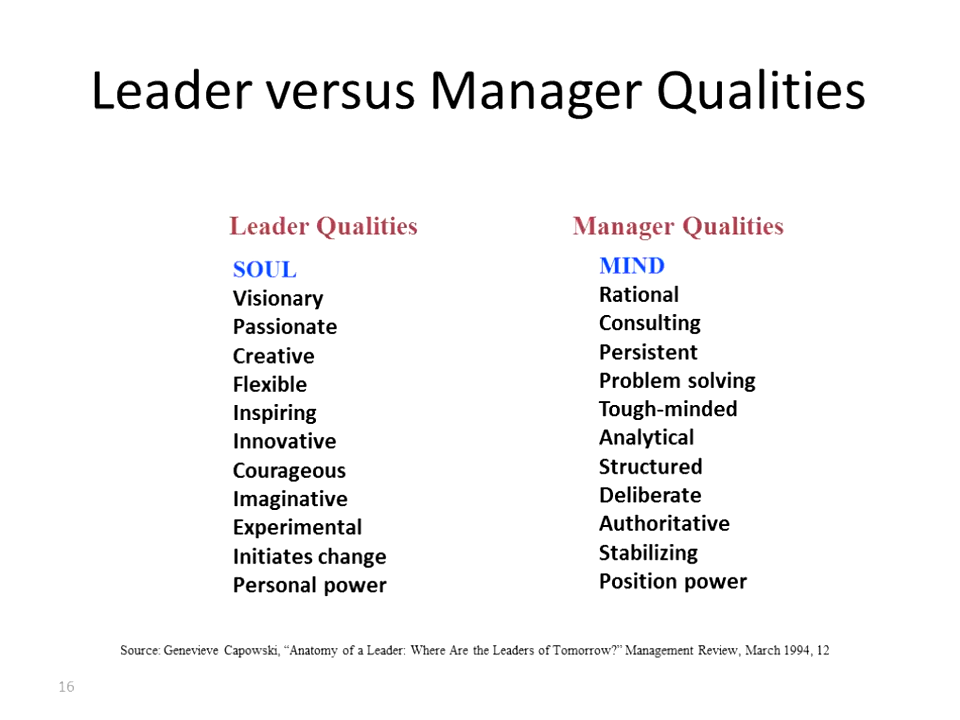 Leader versus Manager Qualities
Leader Qualities
SOUL
Visionary
Passionate
Creative
Flexible
Inspiring
Innovative
Courageous
Imaginative
Experimental
Initiates change
Personal power
Manager Qualities
MIND
Rational
Consulting
Persistent
Problem solving
Tough-minded
Analytical
Structured
Deliberate
Authoritative
Stabilizing
Position power
Source: Genevieve Capowski, “Anatomy of a Leader: Where Are the Leaders of Tomorrow?” Management Review, March 1994, 12
16